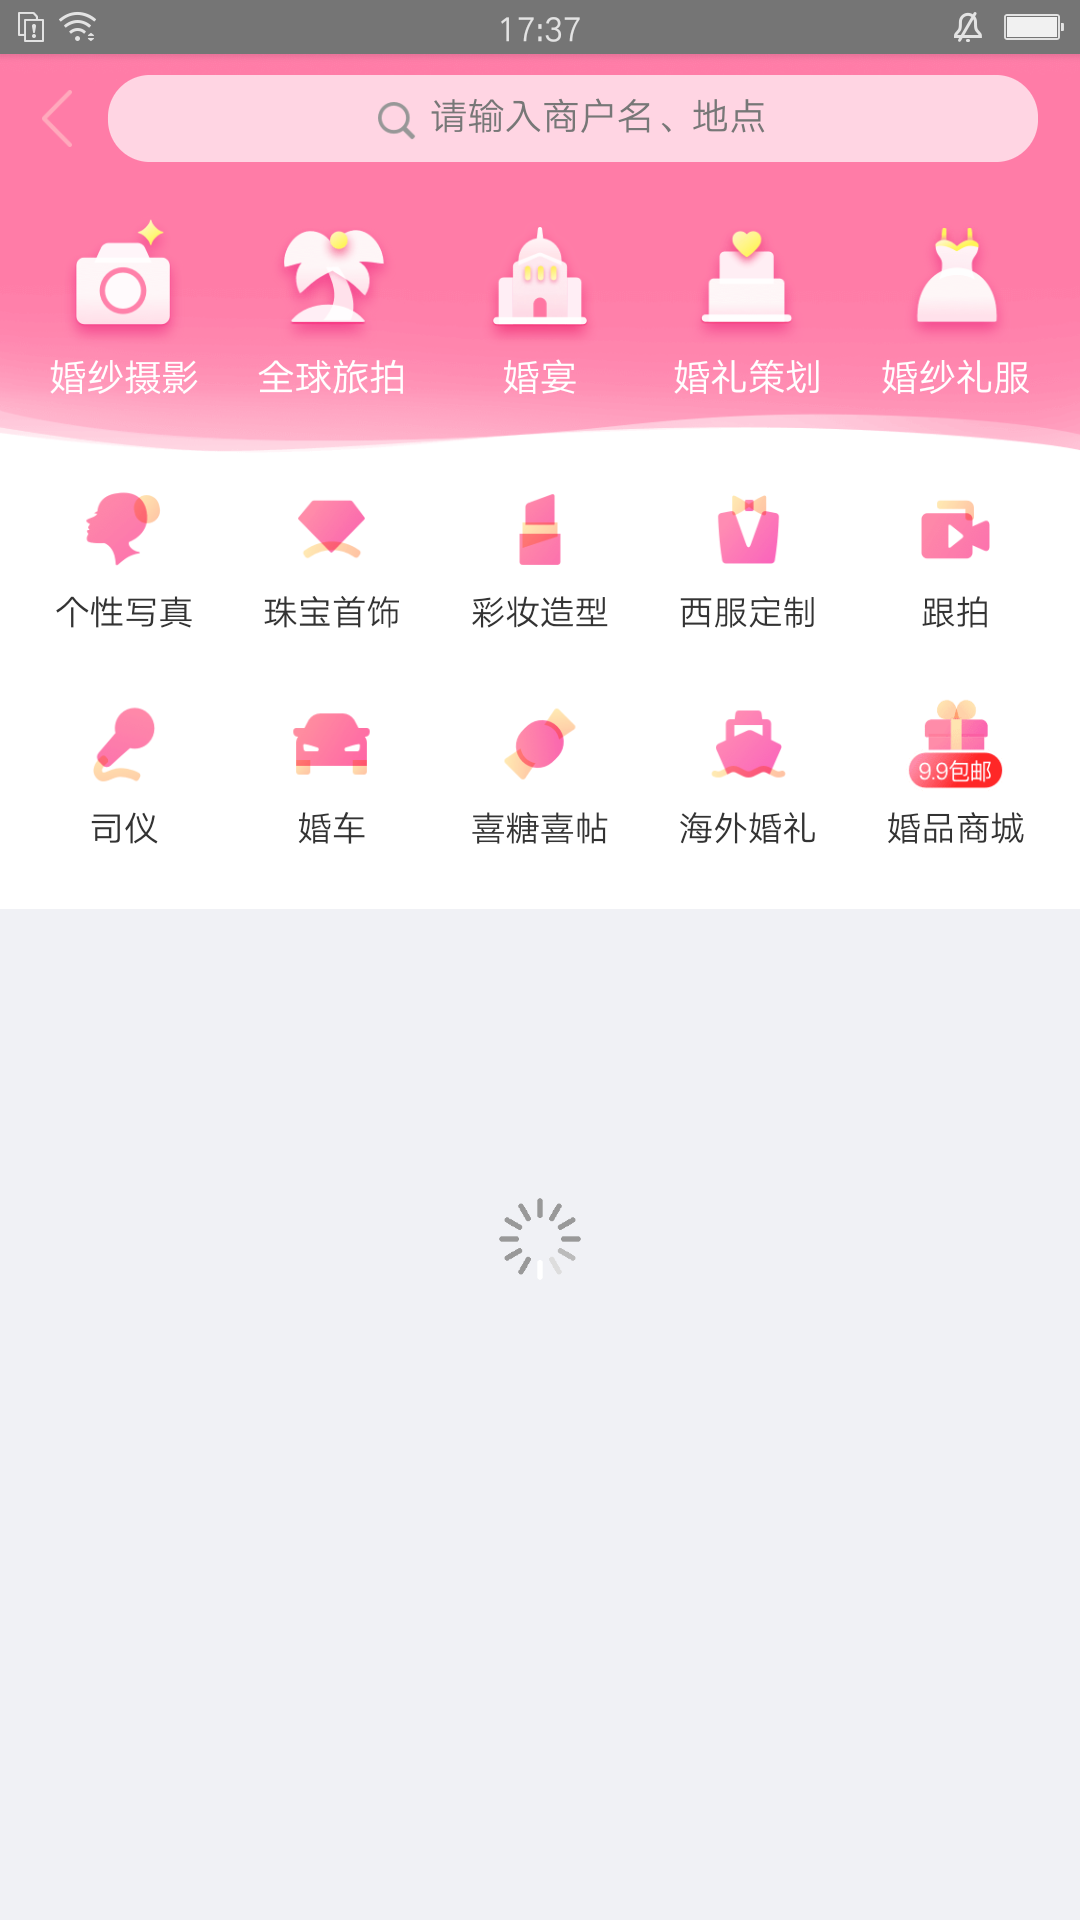 17:37
请输入商户名、地点
婚纱摄影 全球旅拍 婚宴 婚礼策划 婚纱礼服
个性写真 珠宝首饰 彩妆造型 西服定制 跟拍
9.9包邮
司仪 婚车 喜糖喜帖 海外婚礼 婚品商城